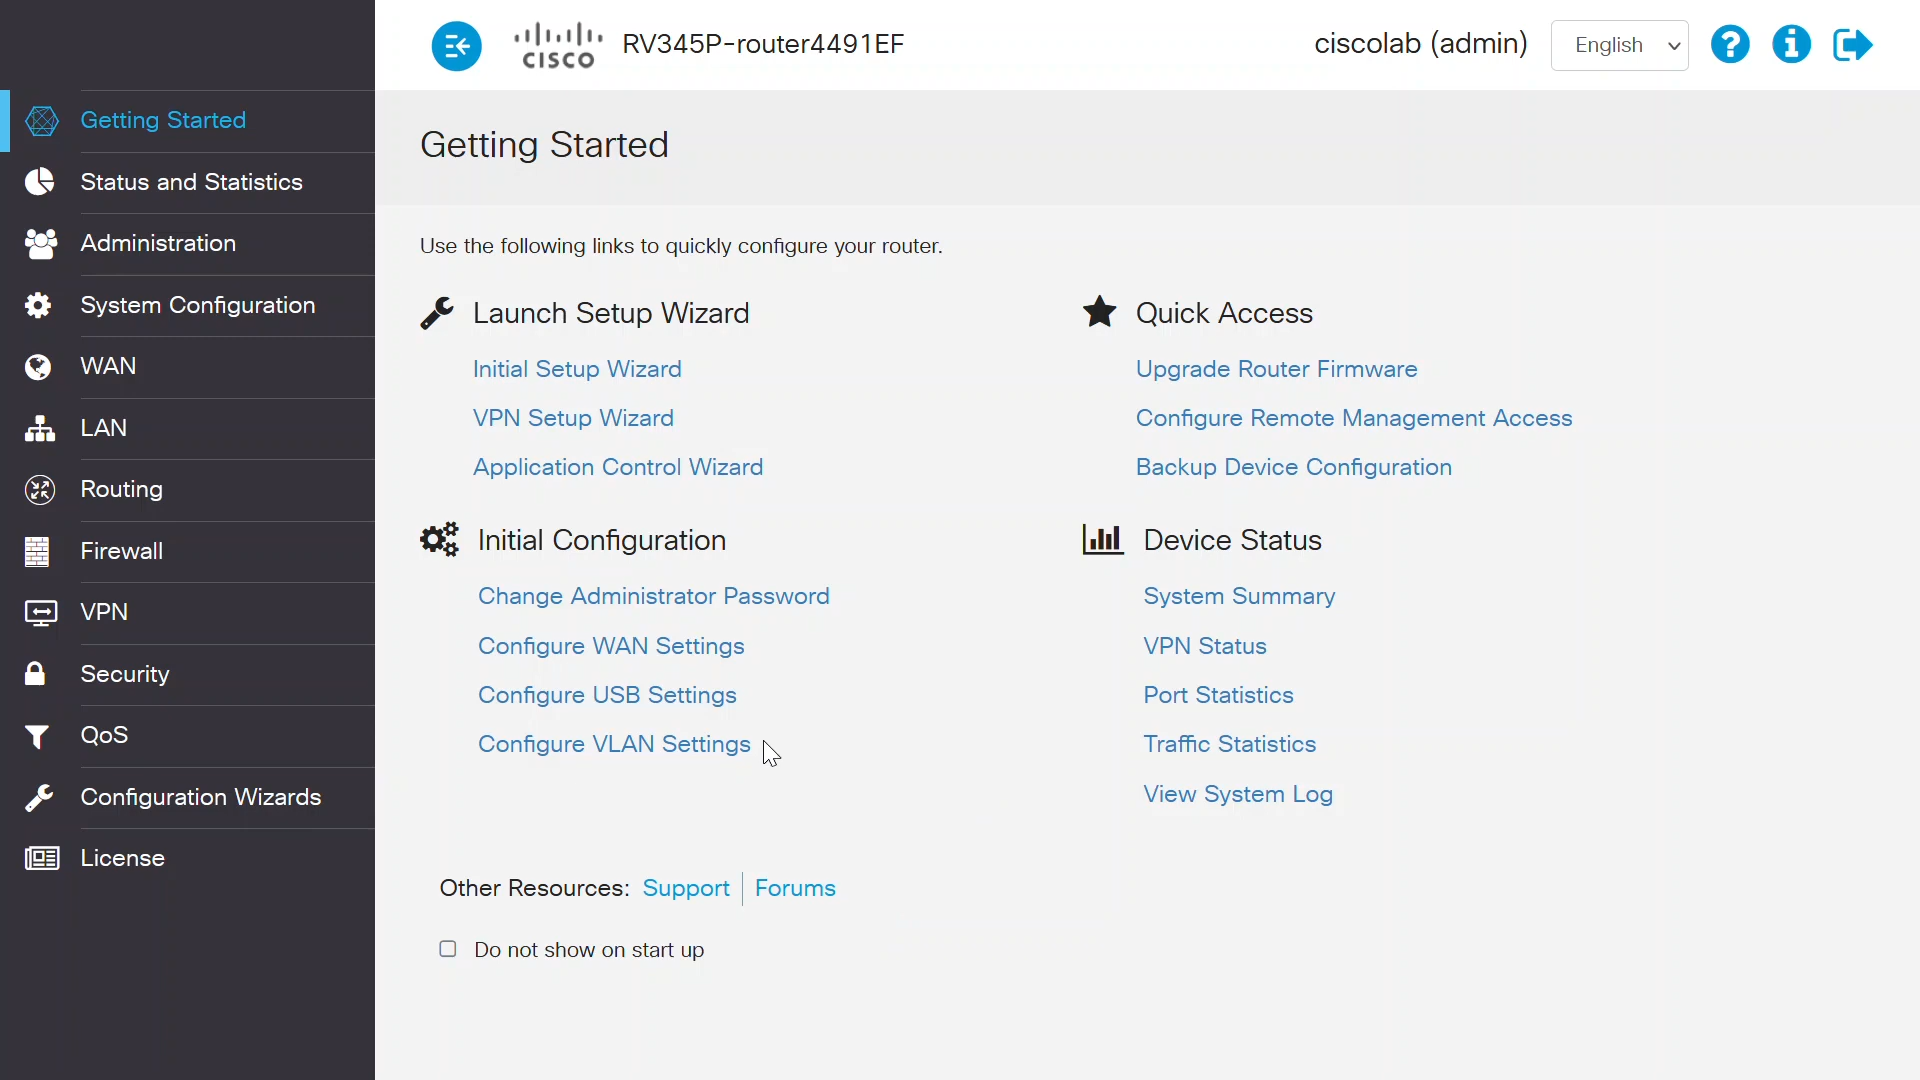 CISCO
RV345P-router4491EF
ciscolab (admin)
English
Getting Started
Status and Statistics
Administration
System Configuration
WAN
LAN
Routing
Firewall
VPN
Security
QoS
Configuration Wizards
License
Getting Started
Use the following links to quickly configure your router.
Launch Setup Wizard
Initial Setup Wizard
VPN Setup Wizard
Application Control Wizard
Quick Access
Upgrade Router Firmware
Configure Remote Management Access
Backup Device Configuration
Initial Configuration
Change Administrator Password
Configure WAN Settings
Configure USB Settings
Configure VLAN Settings
Device Status
System Summary
VPN Status
Port Statistics
Traffic Statistics
View System Log
Other Resources: Support Forums
Do not show on start up